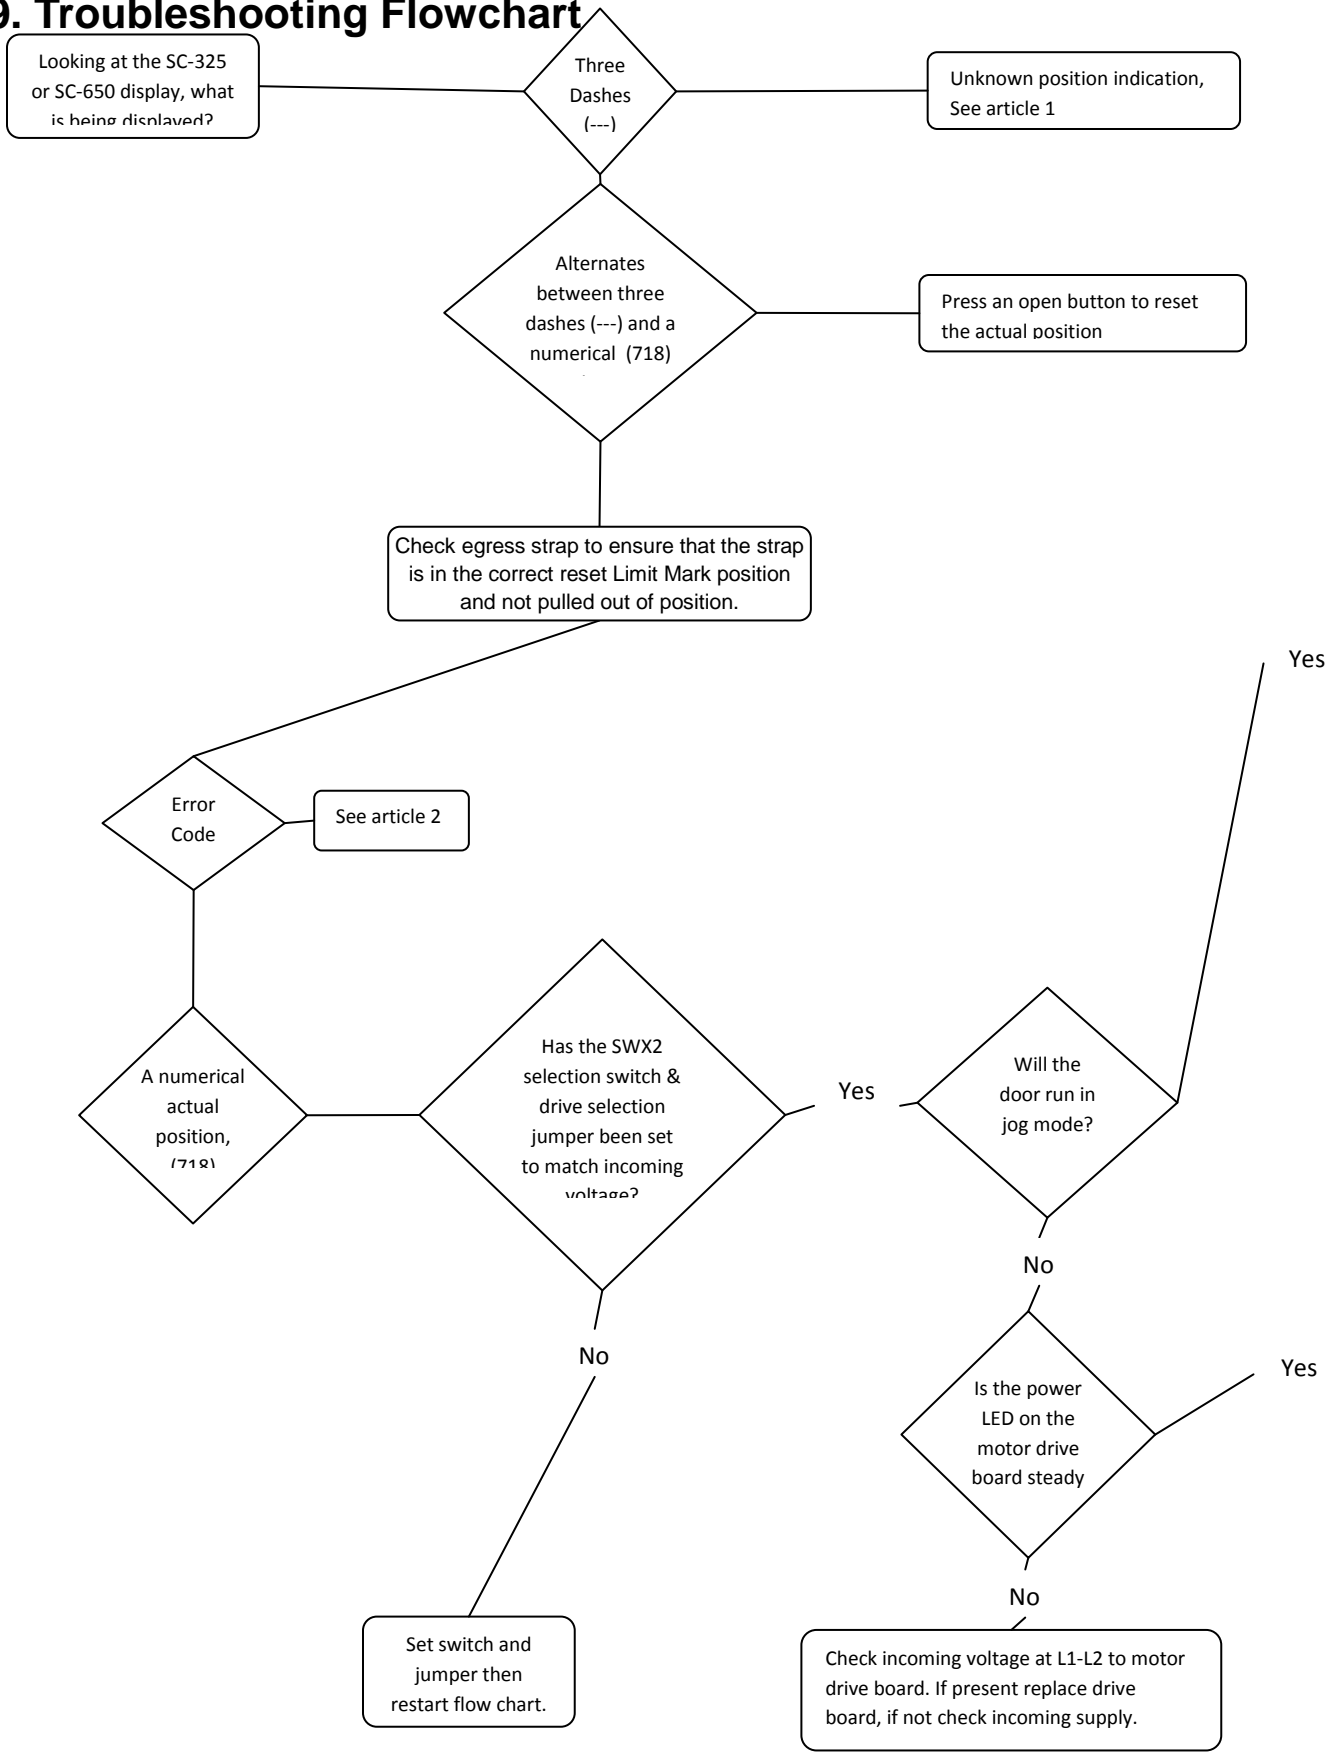 9. Troubleshooting Flowchart
Looking at the SC-325
or SC-650 display, what
is being displayed?
Three
Dashes
(---)
Unknown position indication,
See article 1
Alternates
between three
dashes (---) and a
numerical (718)
Press an open button to reset
the actual position
Check egress strap to ensure that the strap
is in the correct reset Limit Mark position
and not pulled out of position.
Yes
Error
Code
See article 2
A numerical
actual
position,
(718)
Has the SWX2
selection switch &
drive selection
jumper been set
to match incoming
voltage?
Yes
Will the
door run in
jog mode?
No
No
Is the power
LED on the
motor drive
board steady
Yes
No
Set switch and
jumper then
restart flow chart.
Check incoming voltage at L1-L2 to motor
drive board. If present replace drive
board, if not check incoming supply.